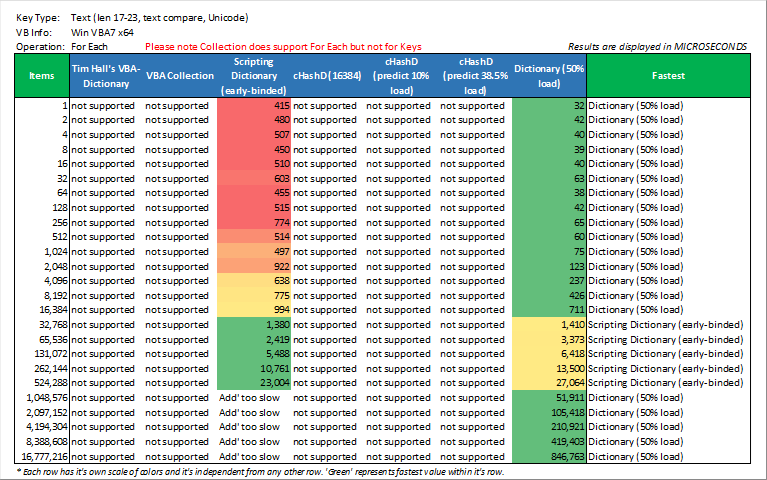 Key Type: Text (len 17-23, text compare, Unicode)
VB Info: Win VBA7 x64
Operation: For Each Please note Collection does support For Each but not for Keys Results are displayed in MICROSECONDS
Items Tim Hall's VBA-Dictionary VBA Collection Scripting Dictionary (early-binded) cHashD (16384) cHashD (predict 10% load) cHashD (predict 38.5% load) Dictionary (50% load) Fastest
1 not supported not supported 415 not supported not supported not supported 32 Dictionary (50% load)
2 not supported not supported 480 not supported not supported not supported 42 Dictionary (50% load)
4 not supported not supported 507 not supported not supported not supported 40 Dictionary (50% load)
8 not supported not supported 450 not supported not supported not supported 39 Dictionary (50% load)
16 not supported not supported 510 not supported not supported not supported 40 Dictionary (50% load)
32 not supported not supported 603 not supported not supported not supported 63 Dictionary (50% load)
64 not supported not supported 455 not supported not supported not supported 38 Dictionary (50% load)
128 not supported not supported 515 not supported not supported not supported 42 Dictionary (50% load)
256 not supported not supported 774 not supported not supported not supported 65 Dictionary (50% load)
512 not supported not supported 514 not supported not supported not supported 60 Dictionary (50% load)
1,024 not supported not supported 497 not supported not supported not supported 75 Dictionary (50% load)
2,048 not supported not supported 922 not supported not supported not supported 123 Dictionary (50% load)
4,096 not supported not supported 638 not supported not supported not supported 237 Dictionary (50% load)
8,192 not supported not supported 775 not supported not supported not supported 426 Dictionary (50% load)
16,384 not supported not supported 994 not supported not supported not supported 711 Dictionary (50% load)
32,768 not supported not supported 1,380 not supported not supported not supported 1,410 Scripting Dictionary (early-binded)
65,536 not supported not supported 2,419 not supported not supported not supported 3,373 Scripting Dictionary (early-binded)
131,072 not supported not supported 5,488 not supported not supported not supported 6,418 Scripting Dictionary (early-binded)
262,144 not supported not supported 10,761 not supported not supported not supported 13,500 Scripting Dictionary (early-binded)
524,288 not supported not supported 23,004 not supported not supported not supported 27,064 Scripting Dictionary (early-binded)
1,048,576 not supported not supported Add' too slow not supported not supported not supported 51,911 Dictionary (50% load)
2,097,152 not supported not supported Add' too slow not supported not supported not supported 105,418 Dictionary (50% load)
4,194,304 not supported not supported Add' too slow not supported not supported not supported 210,921 Dictionary (50% load)
8,388,608 not supported not supported Add' too slow not supported not supported not supported 419,403 Dictionary (50% load)
16,777,216 not supported not supported Add' too slow not supported not supported not supported 846,763 Dictionary (50% load)
* Each row has it's own scale of colors and it's independent from any other row. 'Green' represents fastest value within it's row.